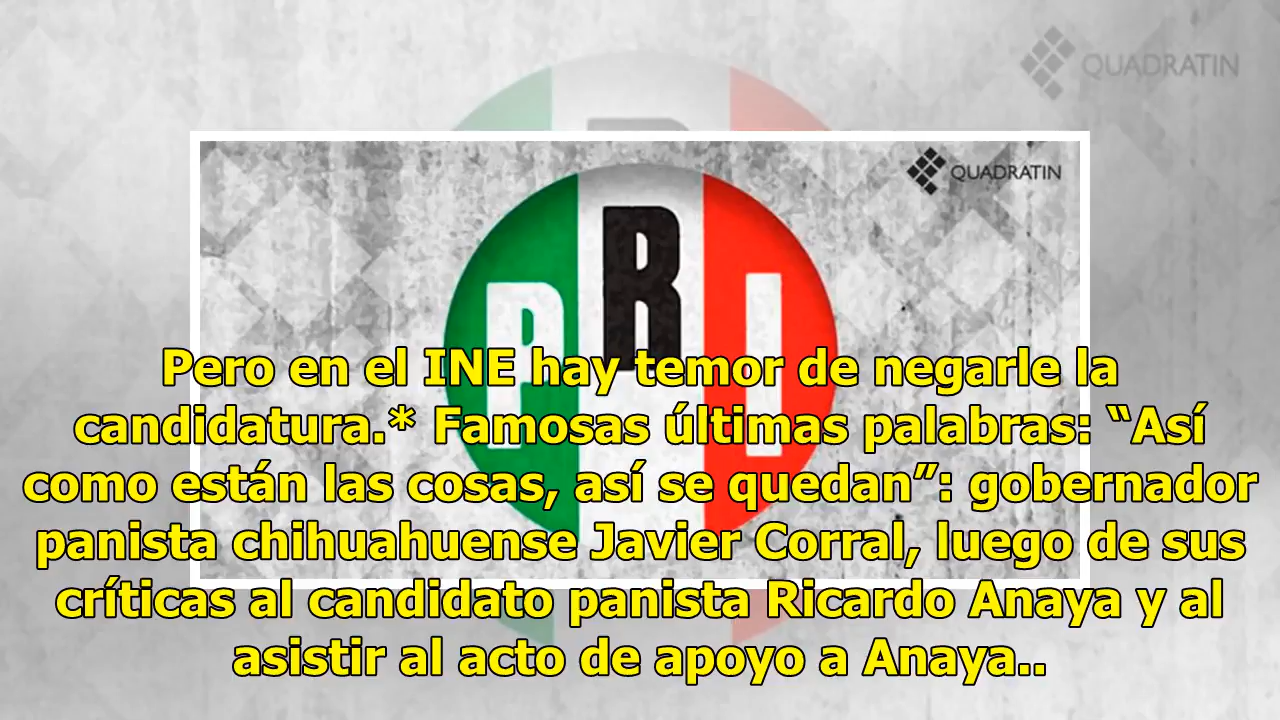 QUADRATIN
QUADRATIN
PRI
Pero en el INE hay temor de negarle la
candidatura.* Famosas últimas palabras: “Así
como están las cosas, así se quedan”: gobernador
panista chihuahuense Javier Corral, luego de sus
críticas al candidato panista Ricardo Anaya y al
asistir al acto de apoyo a Anaya..